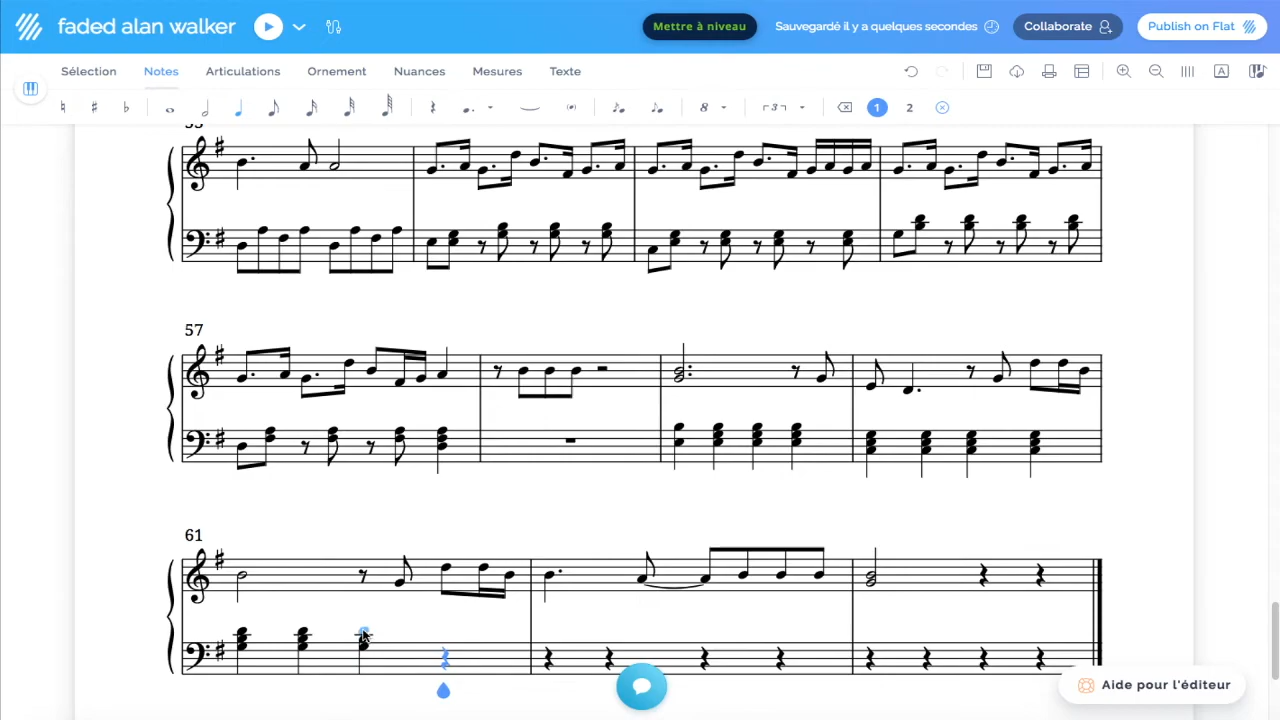 faded alan walker
Mettre à niveau
Sauvegardé il y a quelques secondes
Collaborate
Publish on Flat
Sélection
Notes
Articulations
Ornement
Nuances
Mesures
Texte
A
8
3
1
2
57
61
Aide pour l'éditeur